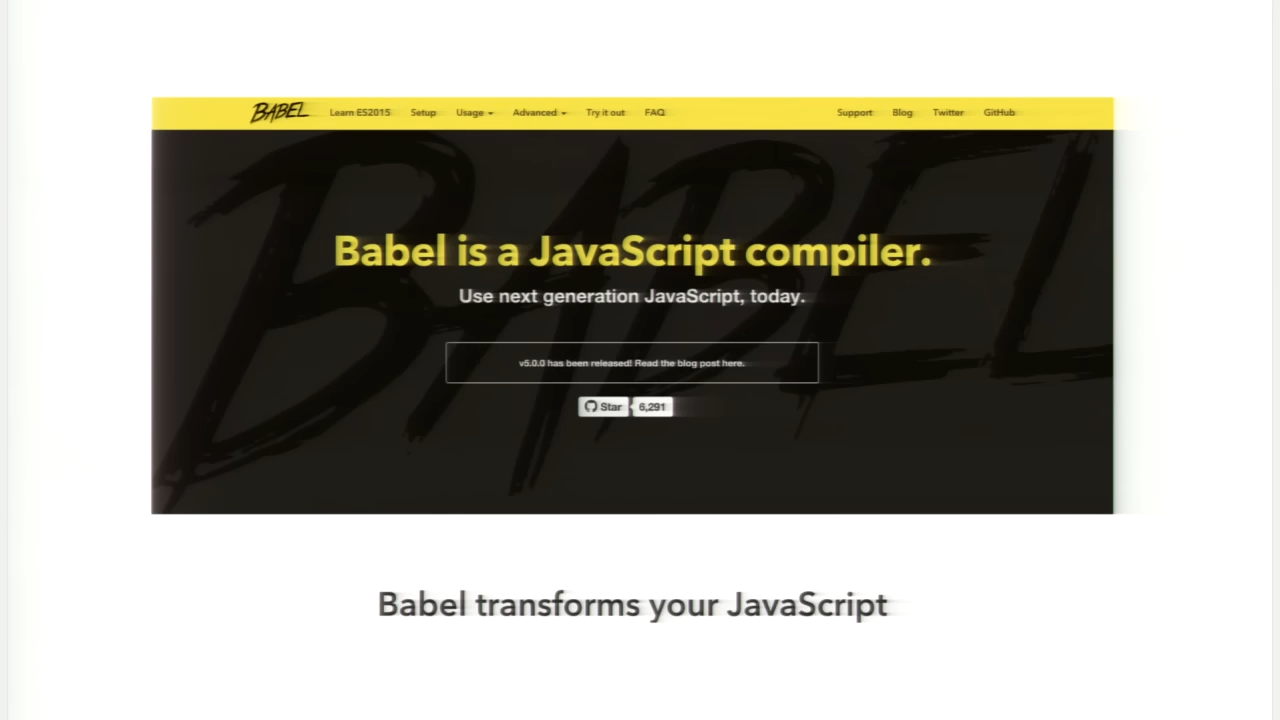 BABEL Learn ES2015 Setup Usage Advanced Try it out FAQ Support Blog Twitter GitHub
BABEL
Babel is a JavaScript compiler.
Use next generation JavaScript, today.
v5.0.0 has been released! Read the blog post here.
Star 6,291
Babel transforms your JavaScript